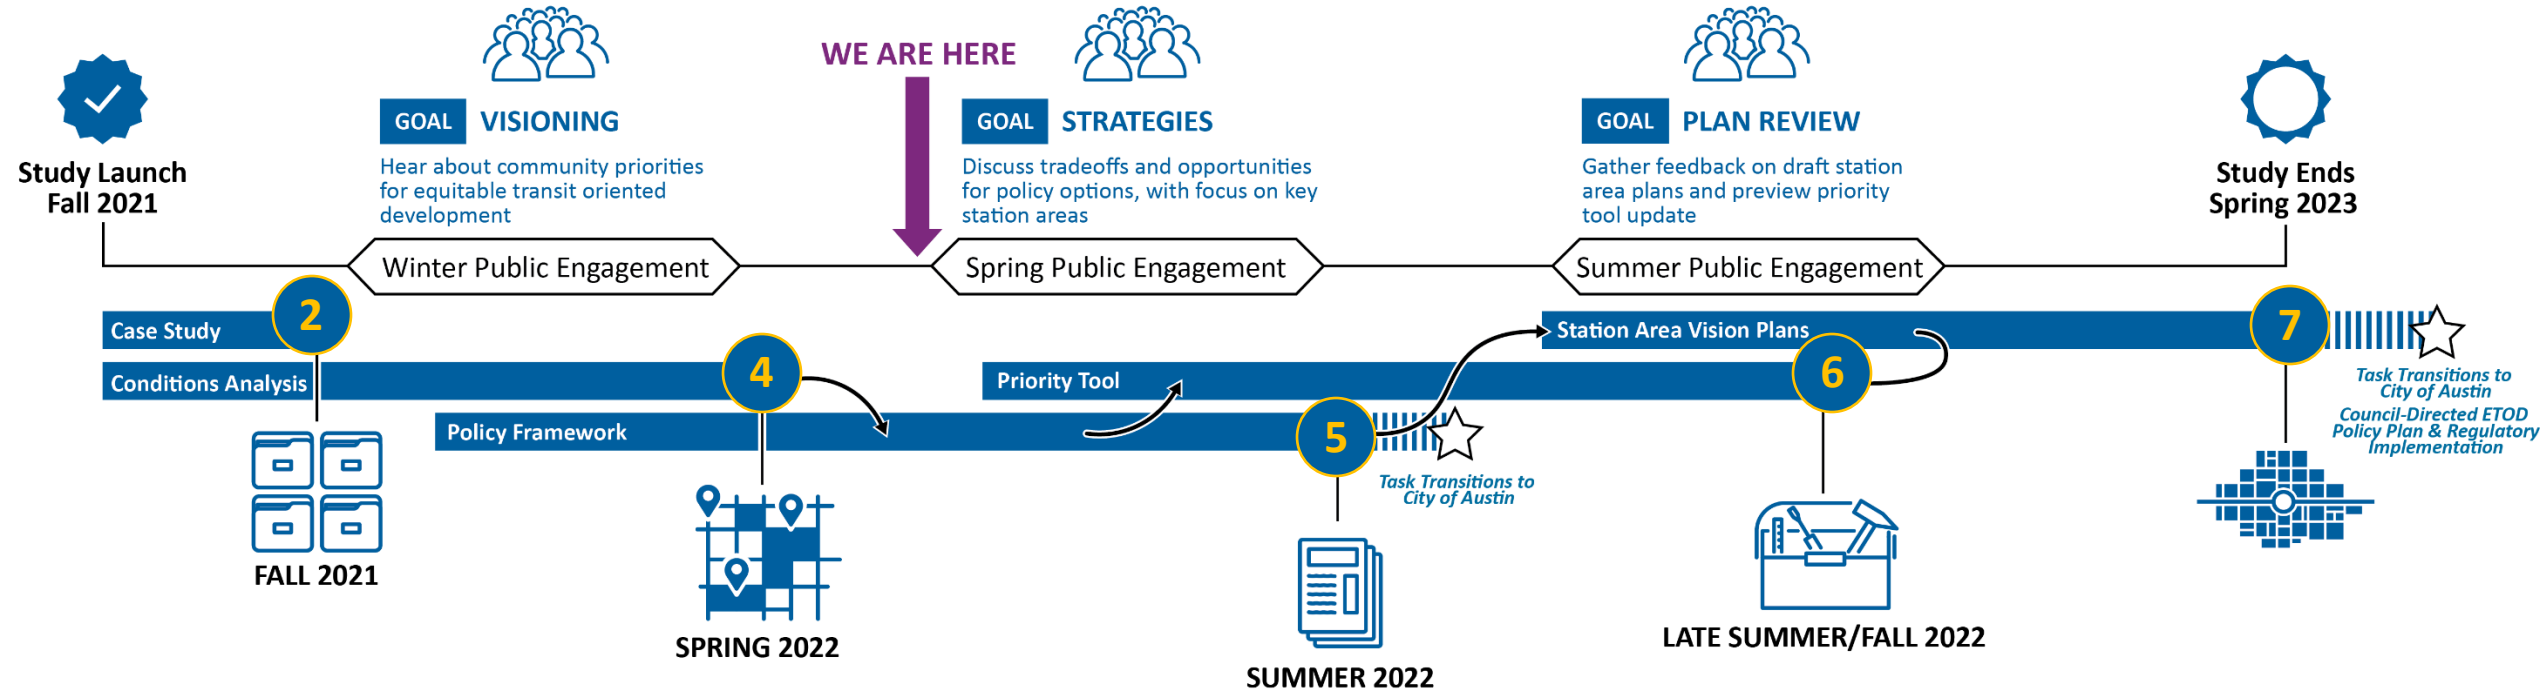 WE ARE HERE
Study Launch
Fall 2021
GOAL VISIONING
Hear about community priorities
for equitable transit oriented
development
GOAL STRATEGIES
Discuss tradeoffs and opportunities
for policy options, with focus on key
station areas
GOAL PLAN REVIEW
Gather feedback on draft station
area plans and preview priority
tool update
Study Ends
Spring 2023
Winter Public Engagement
Spring Public Engagement
Summer Public Engagement
Case Study
2
Station Area Vision Plans
7
Conditions Analysis
4
Priority Tool
6
Policy Framework
5
Task Transitions to
City of Austin
Council-Directed ETOD
Policy Plan & Regulatory
Implementation
Task Transitions to
City of Austin
FALL 2021
SPRING 2022
SUMMER 2022
LATE SUMMER/FALL 2022